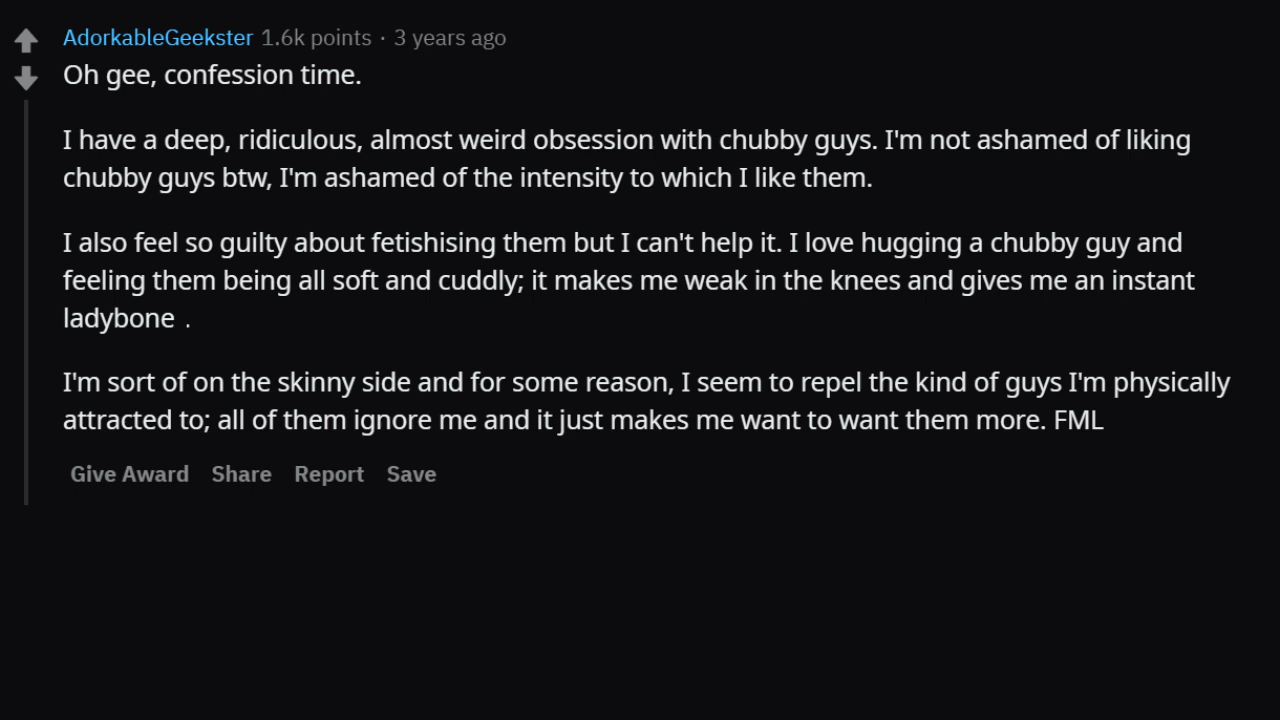 AdorkableGeekster 1.6k points · 3 years ago
Oh gee, confession time.
I have a deep, ridiculous, almost weird obsession with chubby guys. I'm not ashamed of liking
chubby guys btw, I'm ashamed of the intensity to which I like them.
I also feel so guilty about fetishising them but I can't help it. I love hugging a chubby guy and
feeling them being all soft and cuddly; it makes me weak in the knees and gives me an instant
ladybone .
I'm sort of on the skinny side and for some reason, I seem to repel the kind of guys I'm physically
attracted to; all of them ignore me and it just makes me want to want them more. FML
Give Award Share Report Save